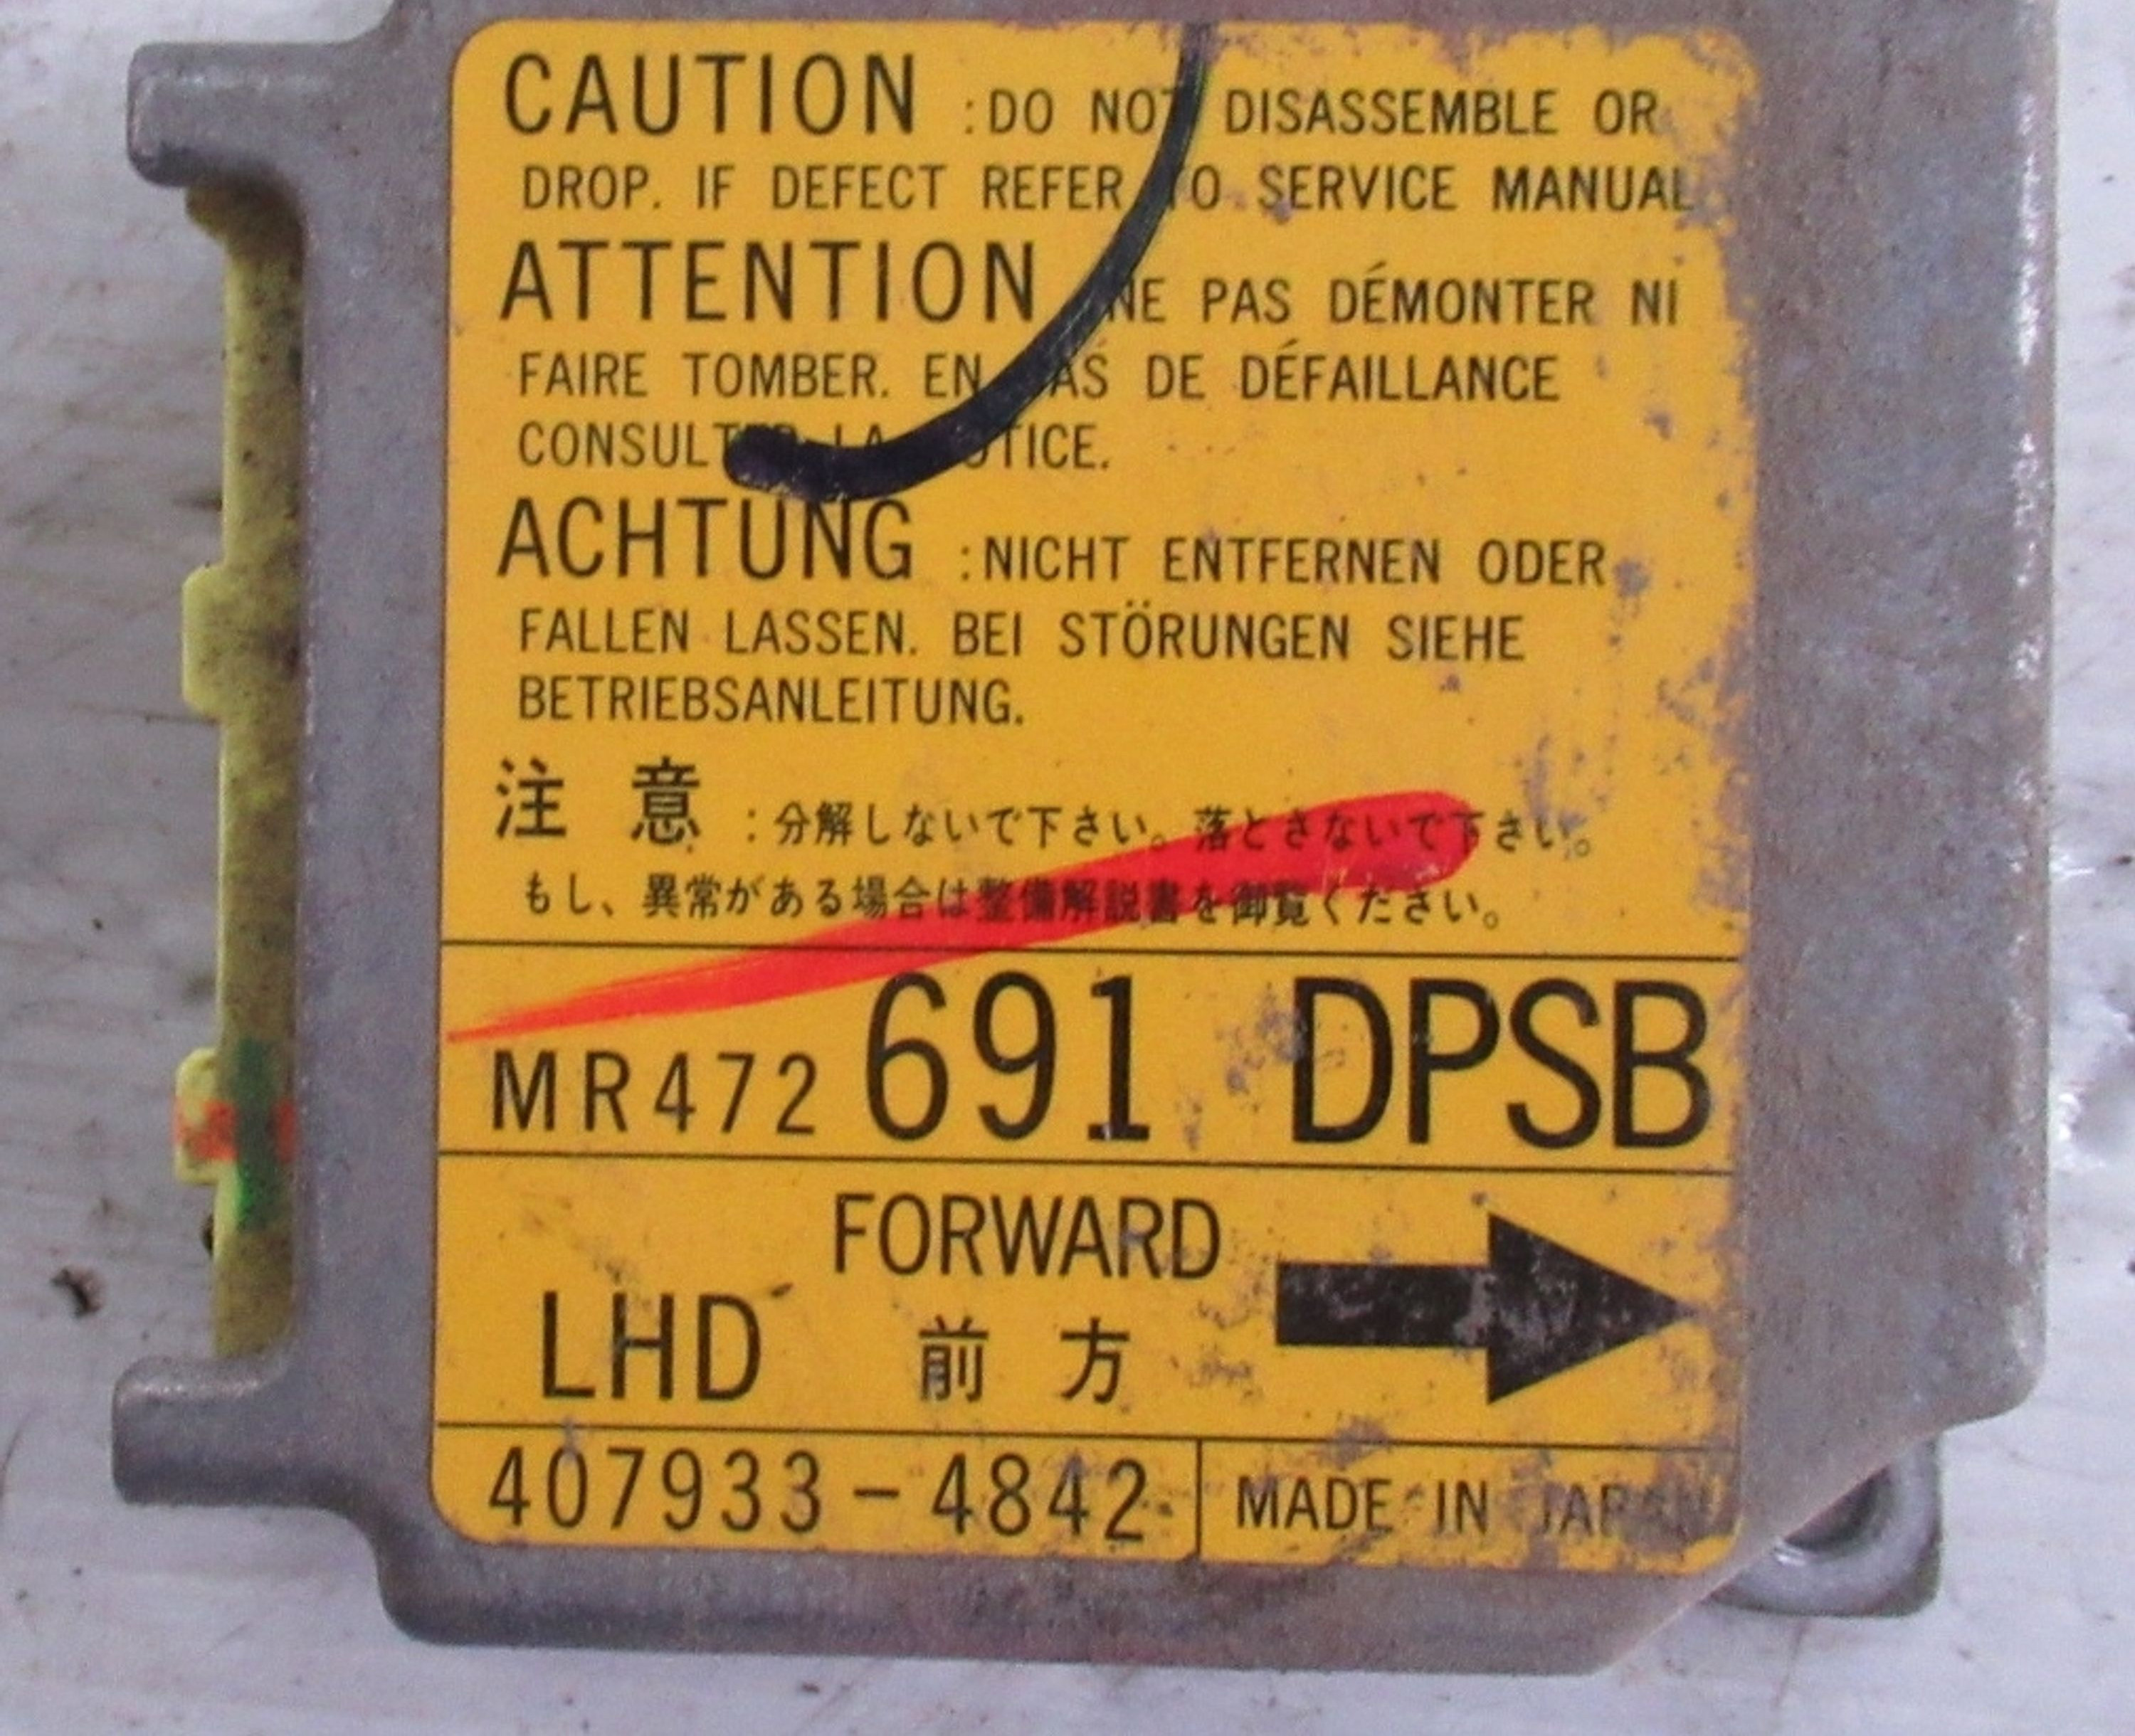 CAUTION :DO NOT DISASSEMBLE OR
DROP. IF DEFECT REFER TO SERVICE MANUAL
ATTENTION NE PAS DÉMONTER NI
FAIRE TOMBER. EN CAS DE DÉFAILLANCE
CONSULTER LA NOTICE.
ACHTUNG :NICHT ENTFERNEN ODER
FALLEN LASSEN. BEI STÖRUNGEN SIEHE
BETRIEBSANLEITUNG.
注意:分解しないで下さい。落とさないで下さい。
もし、異常がある場合は整備解説書を御覧ください。
MR472691 DPSB
FORWARD
LHD 前方
407933-4842 MADE IN JAPAN